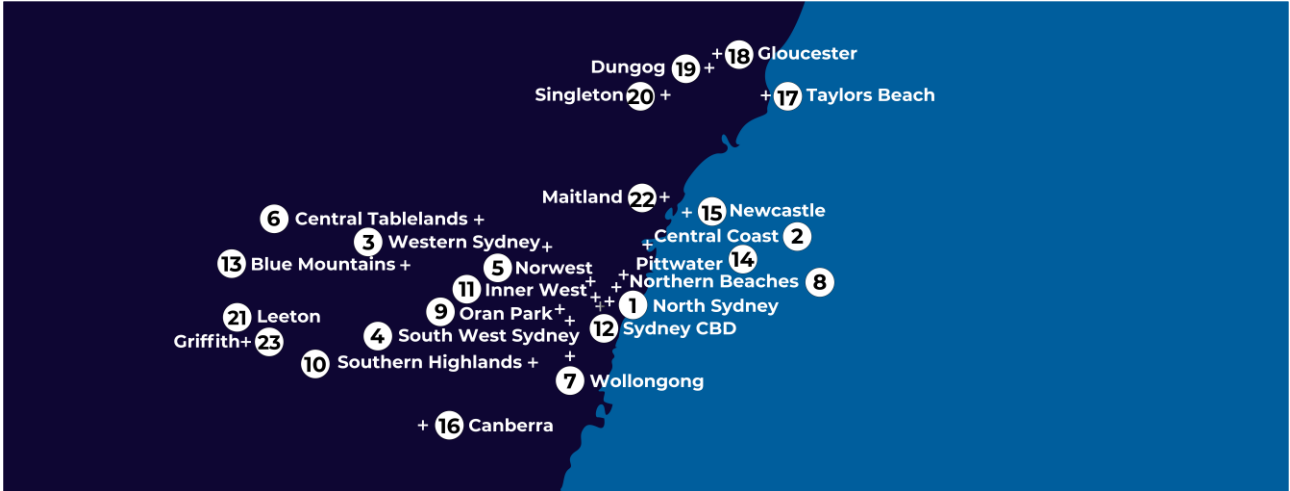 18 Gloucester
Dungog 19
Singleton 20
17 Taylors Beach
Maitland 22
15 Newcastle
6 Central Tablelands
Central Coast 2
3 Western Sydney
13 Blue Mountains
Pittwater 14
5 Norwest
Northern Beaches 8
11 Inner West
1 North Sydney
9 Oran Park
21 Leeton
12 Sydney CBD
4 South West Sydney
Griffith 23
10 Southern Highlands
7 Wollongong
16 Canberra